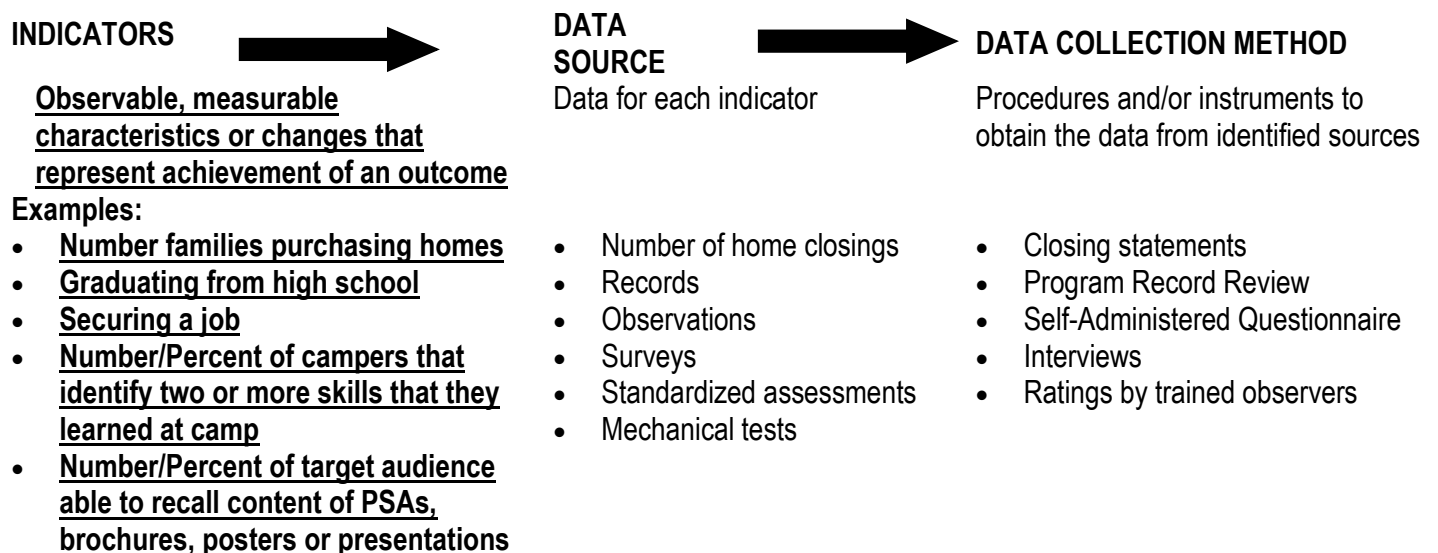 INDICATORS
DATA
SOURCE
DATA COLLECTION METHOD
Observable, measurable
characteristics or changes that
represent achievement of an outcome
Data for each indicator
Procedures and/or instruments to
obtain the data from identified sources
Examples:
• Number families purchasing homes
• Graduating from high school
• Securing a job
• Number/Percent of campers that
identify two or more skills that they
learned at camp
• Number/Percent of target audience
able to recall content of PSAs,
brochures, posters or presentations
• Number of home closings
• Records
• Observations
• Surveys
• Standardized assessments
• Mechanical tests
• Closing statements
• Program Record Review
• Self-Administered Questionnaire
• Interviews
• Ratings by trained observers